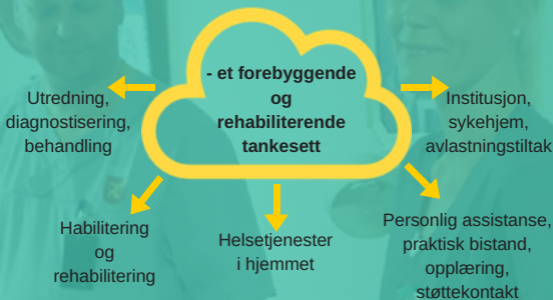 - et forebyggende
og
rehabiliterende
tankesett
Utredning,
diagnostisering,
behandling
Institusjon,
sykehjem,
avlastningstiltak
Habilitering
og
rehabilitering
Helsetjenester
i hjemmet
Personlig assistanse,
praktisk bistand,
opplæring,
støttekontakt